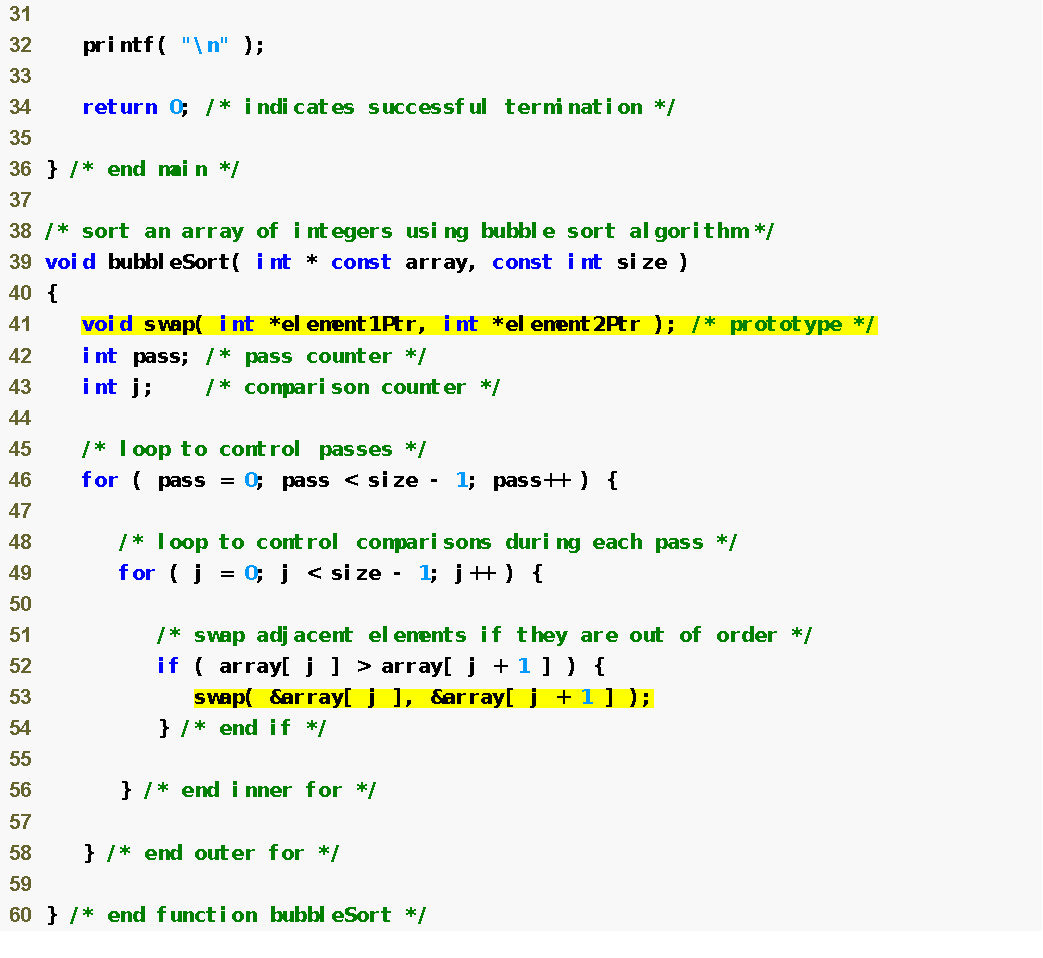 31
32    printf( "\n" );
33
34    return 0; /* indicates successful termination */
35
36 } /* end main */
37
38 /* sort an array of integers using bubble sort algorithm */
39 void bubbleSort( int * const array, const int size )
40 {
41    void swap( int *element1Ptr, int *element2Ptr ); /* prototype */
42    int pass; /* pass counter */
43    int j;    /* comparison counter */
44
45    /* loop to control passes */
46    for ( pass = 0; pass < size - 1; pass++ ) {
47
48       /* loop to control comparisons during each pass */
49       for ( j = 0; j < size - 1; j++ ) {
50
51          /* swap adjacent elements if they are out of order */
52          if ( array[ j ] > array[ j + 1 ] ) {
53             swap( &array[ j ], &array[ j + 1 ] );
54          } /* end if */
55
56       } /* end inner for */
57
58    } /* end outer for */
59
60 } /* end function bubbleSort */